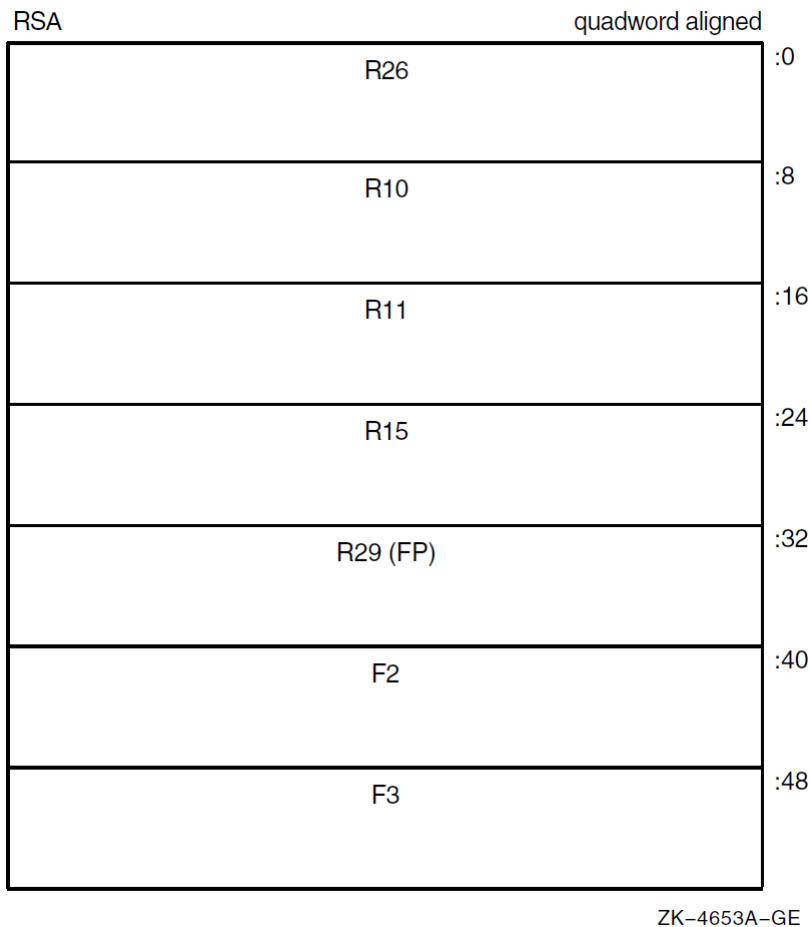 RSA quadword aligned
R26 :0
R10 :8
R11 :16
R15 :24
R29 (FP) :32
F2 :40
F3 :48
ZK–4653A–GE